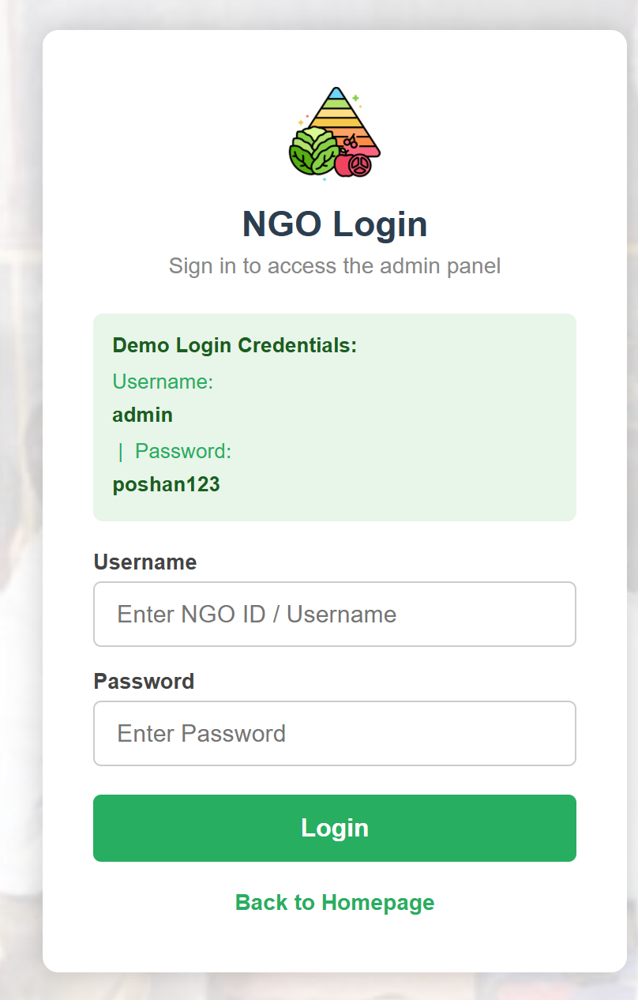 NGO Login
Sign in to access the admin panel
Demo Login Credentials:
Username:
admin
| Password:
poshan123
Username
Enter NGO ID / Username
Password
Enter Password
Login
Back to Homepage